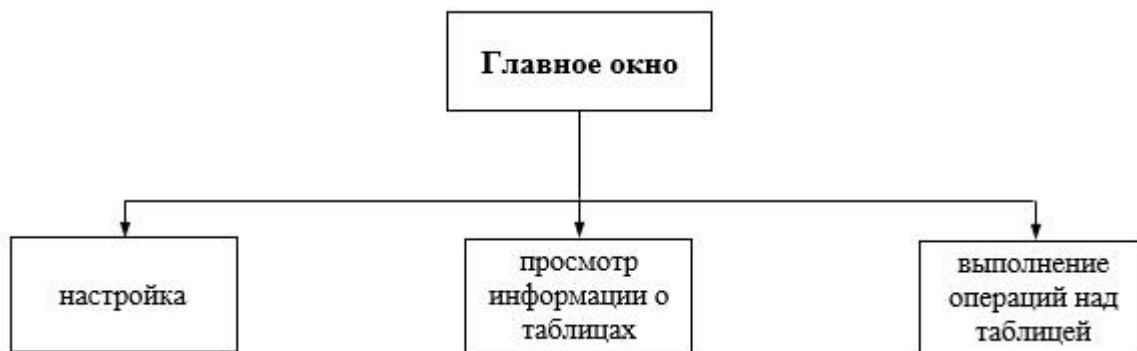 Главное окно
настройка
просмотр
информации о
таблицах
выполнение
операций над
таблицей